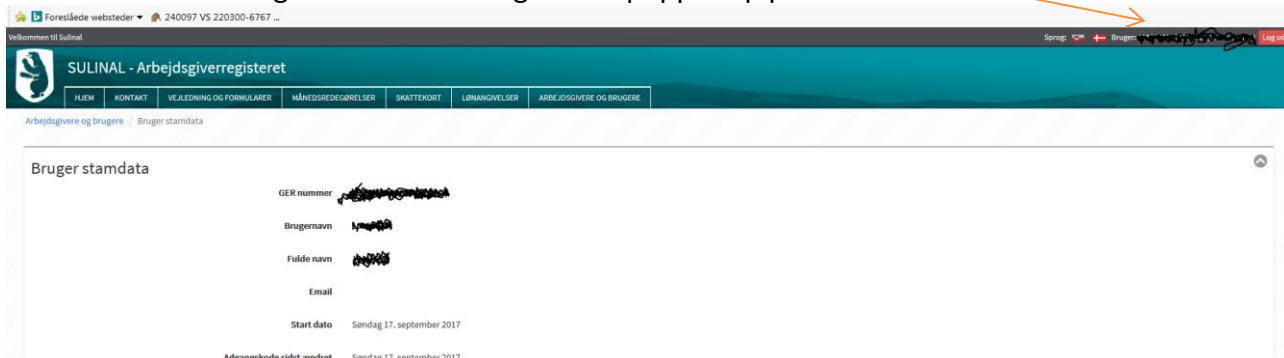 Foreslåede websteder ▾ 240097 VS 220300-6767 ...
Velkommen til Sulinal
Sprog: Bruger: Log ud
SULINAL - Arbejdsgiverregisteret
HJEM KONTAKT VEJLEDNING OG FORMULARER MÅNEDSREDEGØRELSER SKATTEKORT LØNANGIVELSER ARBEJDSGIVERE OG BRUGERE
Arbejdsgivere og brugere / Bruger stamdata
Bruger stamdata
GER nummer
Brugernavn
Fulde navn
Email
Start dato Søndag 17. september 2017
Adgangskode sidst ændret Søndag 17. september 2017